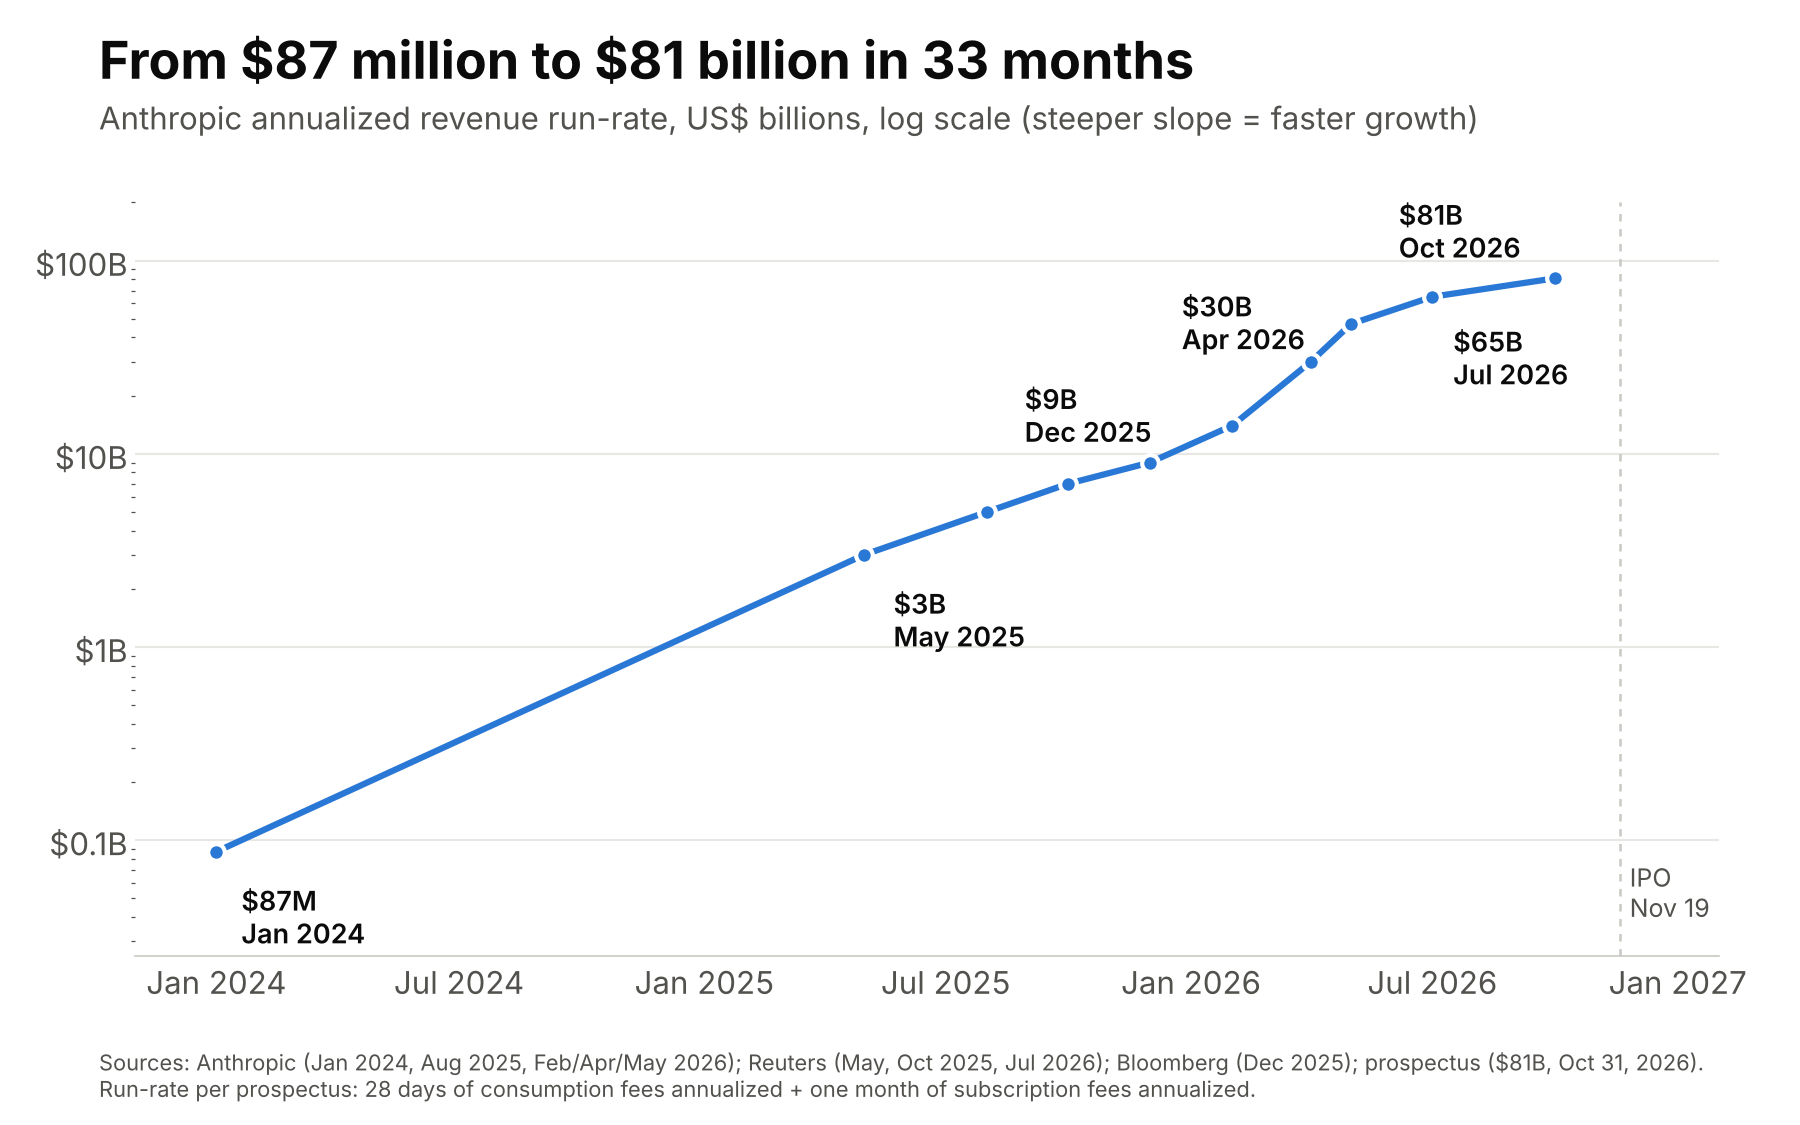 From $87 million to $81 billion in 33 months
Anthropic annualized revenue run-rate, US$ billions, log scale (steeper slope = faster growth)
$100B
$10B
$1B
$0.1B
$81B
Oct 2026
$30B
Apr 2026
$65B
Jul 2026
$9B
Dec 2025
$3B
May 2025
$87M
Jan 2024
IPO
Nov 19
Jan 2024
Jul 2024
Jan 2025
Jul 2025
Jan 2026
Jul 2026
Jan 2027
Sources: Anthropic (Jan 2024, Aug 2025, Feb/Apr/May 2026); Reuters (May, Oct 2025, Jul 2026); Bloomberg (Dec 2025); prospectus ($81B, Oct 31, 2026).
Run-rate per prospectus: 28 days of consumption fees annualized + one month of subscription fees annualized.